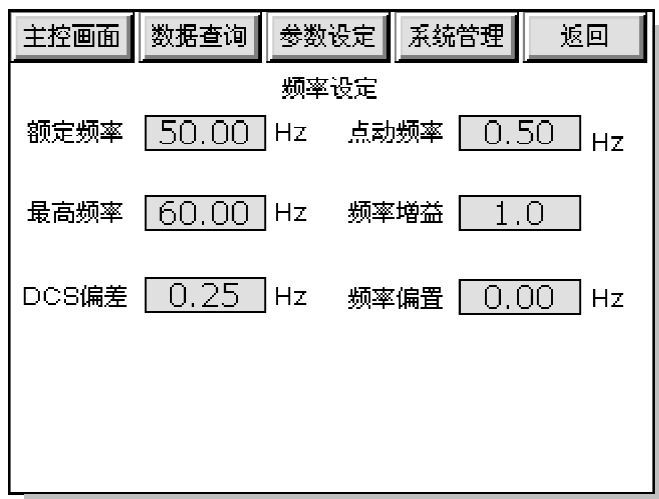 主控画面 数据查询 参数设定 系统管理 返回
频率设定
额定频率 50.00 Hz 点动频率 0.50 Hz
最高频率 60.00 Hz 频率增益 1.0
DCS偏差 0.25 Hz 频率偏置 0.00 Hz